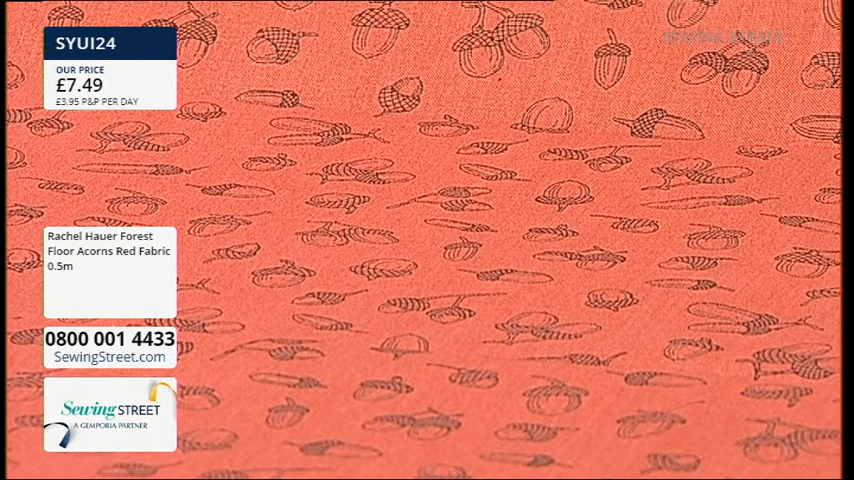 SYUI24
OUR PRICE
£7.49
£3.95 P&P PER DAY
SEWING STREET
Rachel Hauer Forest
Floor Acorns Red Fabric
0.5m
0800 001 4433
SewingStreet.com
Sewing STREET
A GEMPORIA PARTNER